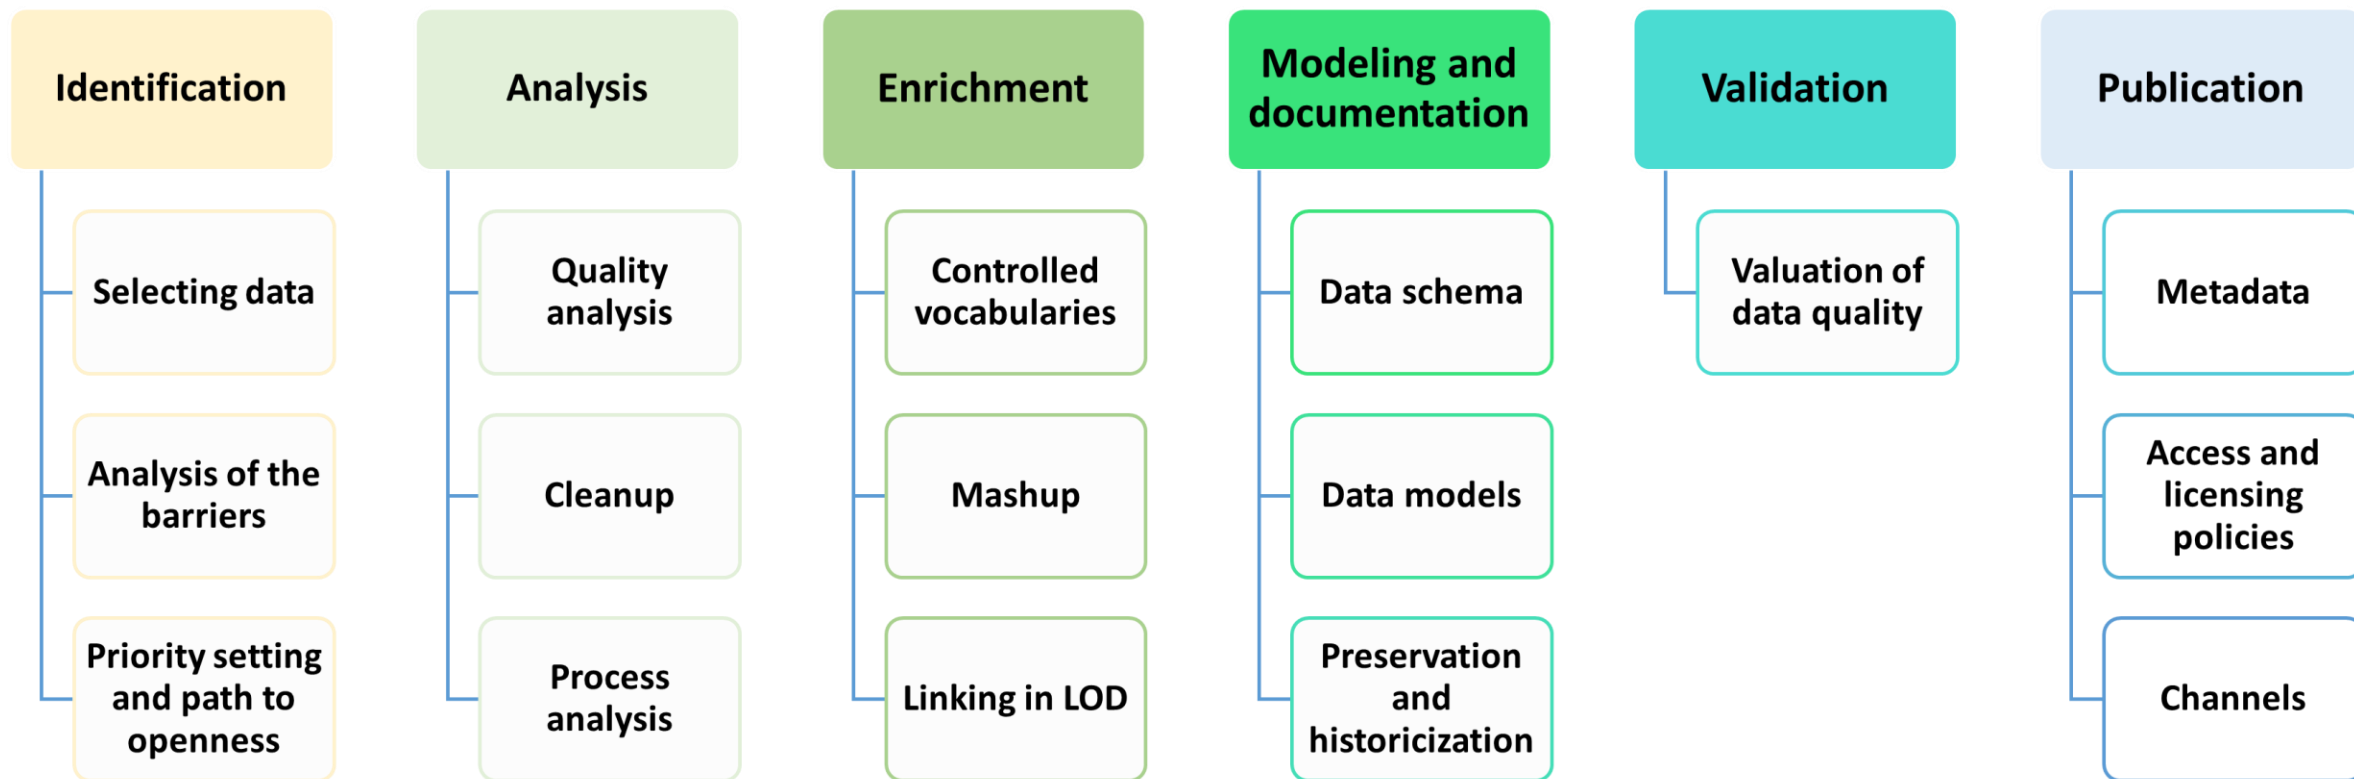 Identification
Selecting data
Analysis of the
barriers
Priority setting
and path to
openness
Analysis
Quality
analysis
Cleanup
Process
analysis
Enrichment
Controlled
vocabularies
Mashup
Linking in LOD
Modeling and
documentation
Data schema
Data models
Preservation
and
historicization
Validation
Valuation of
data quality
Publication
Metadata
Access and
licensing
policies
Channels